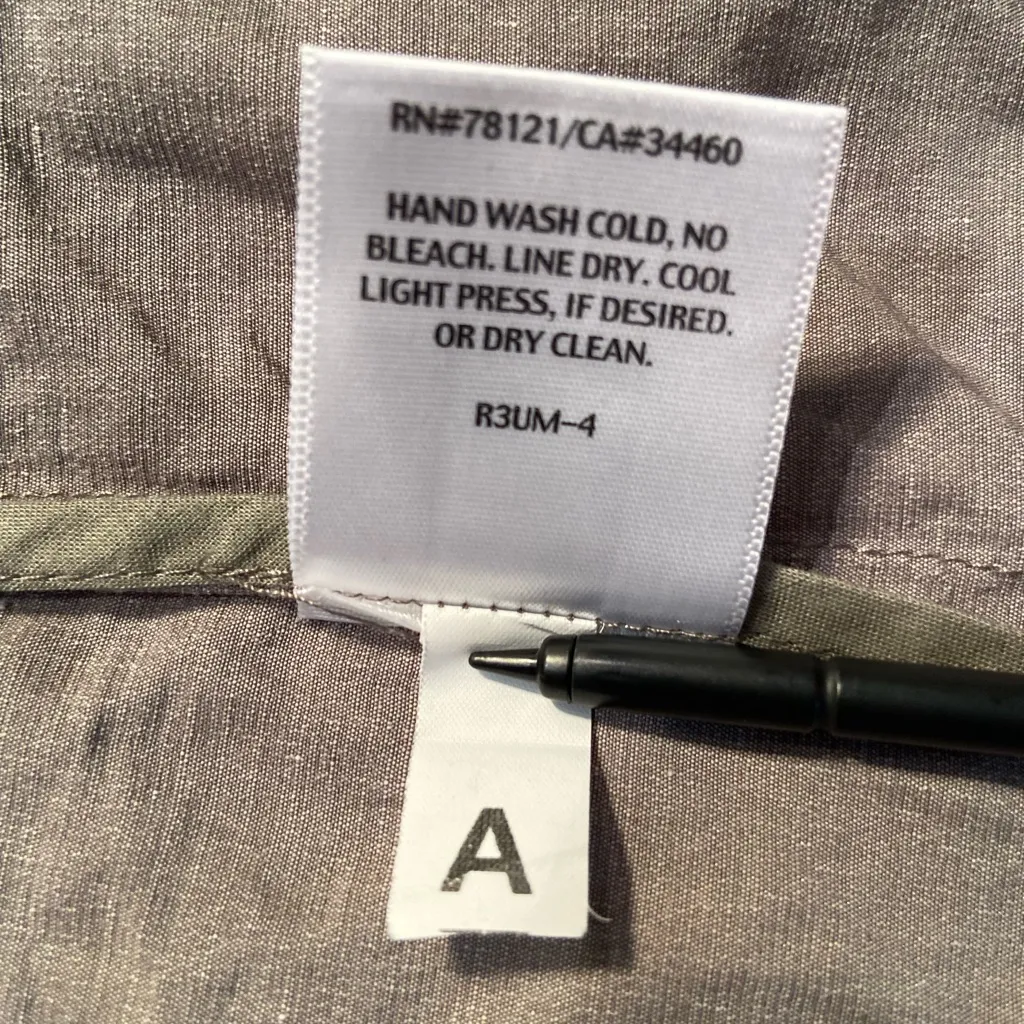 RN#78121/CA#34460
HAND WASH COLD, NO
BLEACH. LINE DRY. COOL
LIGHT PRESS, IF DESIRED.
OR DRY CLEAN.
R3UM-4
A